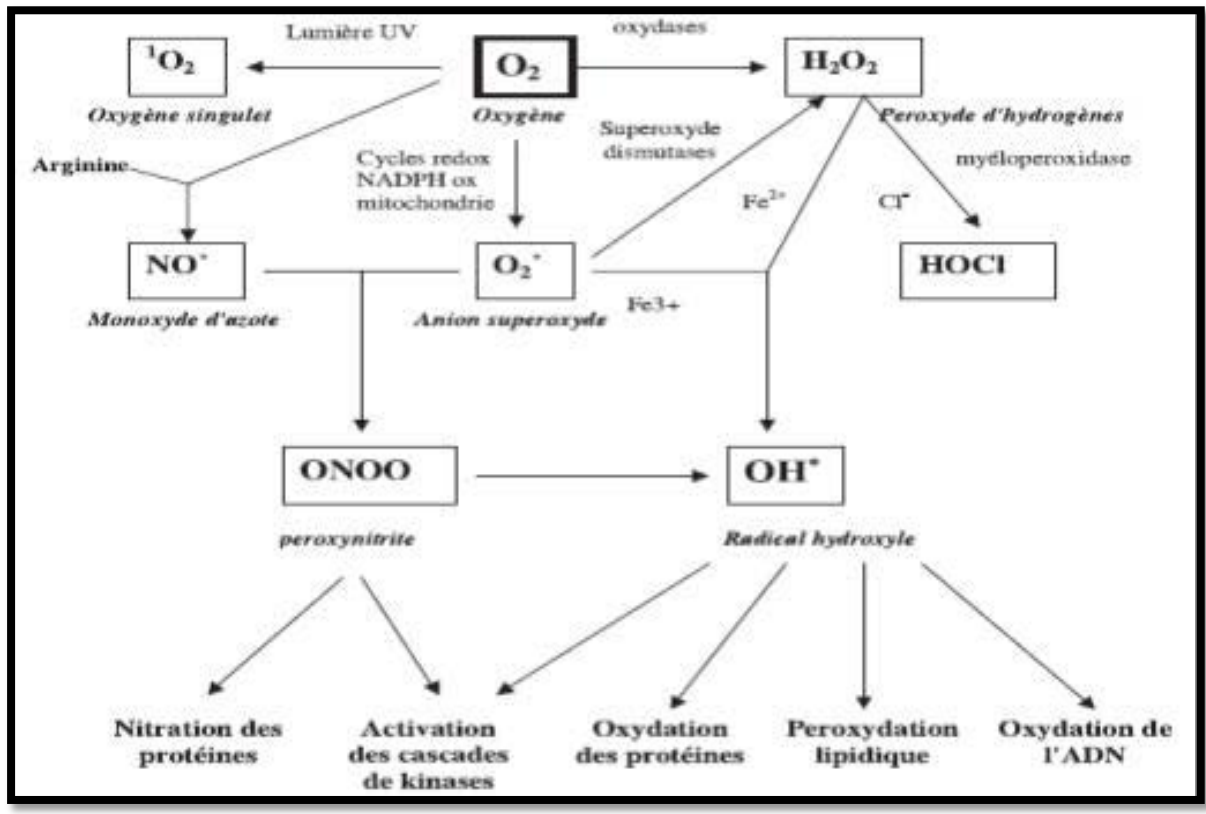 Lumière UV
oxydases
¹O₂
O₂
H₂O₂
Oxygène singulet
Oxygène
Peroxyde d'hydrogènes
Arginine
Cycles redox
NADPH ox
mitochondrie
Superoxyde
dismutases
myéloperoxidase
Fe²⁺
Cl⁻
NO·
O₂·
HOCl
Monoxyde d'azote
Anion superoxyde
Fe3+
ONOO
OH•
peroxynitrite
Radical hydroxyle
Nitration des
protéines
Activation
des cascades
de kinases
Oxydation
des protéines
Peroxydation
lipidique
Oxydation de
l'ADN